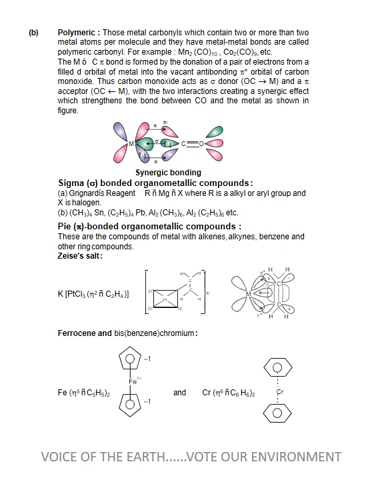 (b) Polymeric : Those metal carbonyls which contain two or more than two
metal atoms per molecule and they have metal-metal bonds are called
polymeric carbonyl. For example : Mn₂ (CO)₁₀ , Co₂(CO)₉, etc.
The M ó C π bond is formed by the donation of a pair of electrons from a
filled d orbital of metal into the vacant antibonding π* orbital of carbon
monoxide. Thus carbon monoxide acts as σ donor (OC → M) and a π
acceptor (OC ← M), with the two interactions creating a synergic effect
which strengthens the bond between CO and the metal as shown in
figure.
M σ C O
Synergic bonding
Sigma (σ) bonded organometallic compounds :
(a) Grignardís Reagent R ñ Mg ñ X where R is a alkyl or aryl group and
X is halogen.
(b) (CH₃)₄ Sn, (C₂H₅)₄ Pb, Al₂ (CH₃)₆, Al₂ (C₂H₅)₆ etc.
Pie (π)-bonded organometallic compounds :
These are the compounds of metal with alkenes, alkynes, benzene and
other ring compounds.
Zeise's salt :
K [PtCl₃ (η² ñ C₂H₄)]
Ferrocene and bis(benzene)chromium :
Fe (η⁵ ñ C₅H₅)₂ and Cr (η⁶ ñ C₆ H₆)₂
–1
Fe
–1
Cr
VOICE OF THE EARTH......VOTE OUR ENVIRONMENT